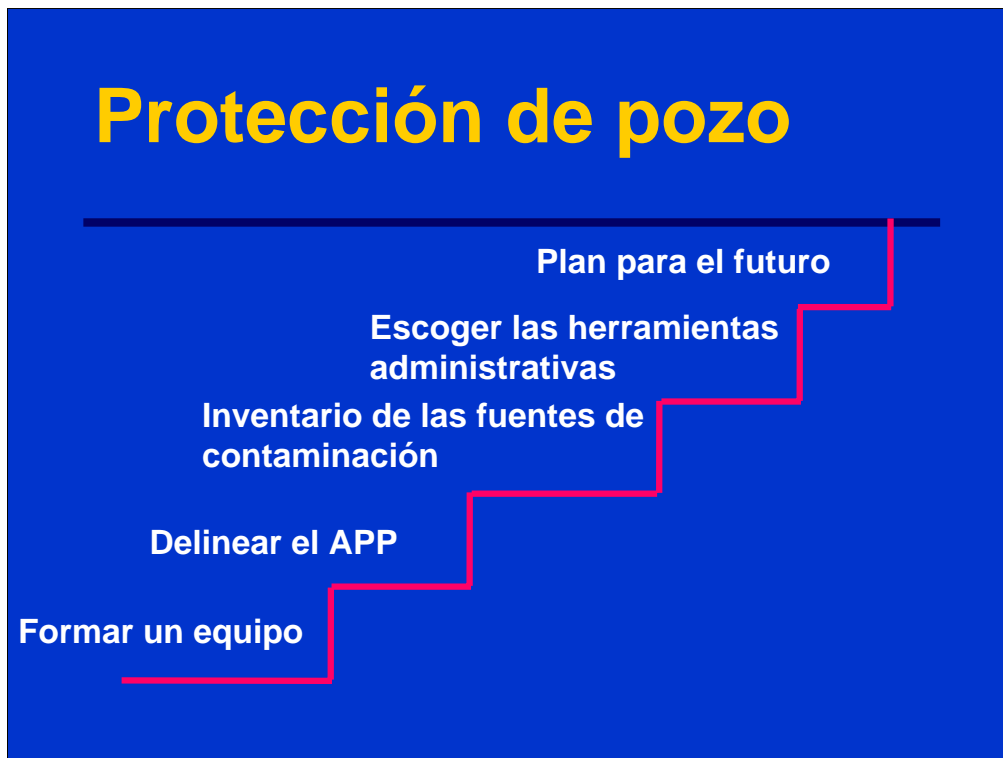 Protección de pozo
Plan para el futuro
Escoger las herramientas
administrativas
Inventario de las fuentes de
contaminación
Delinear el APP
Formar un equipo